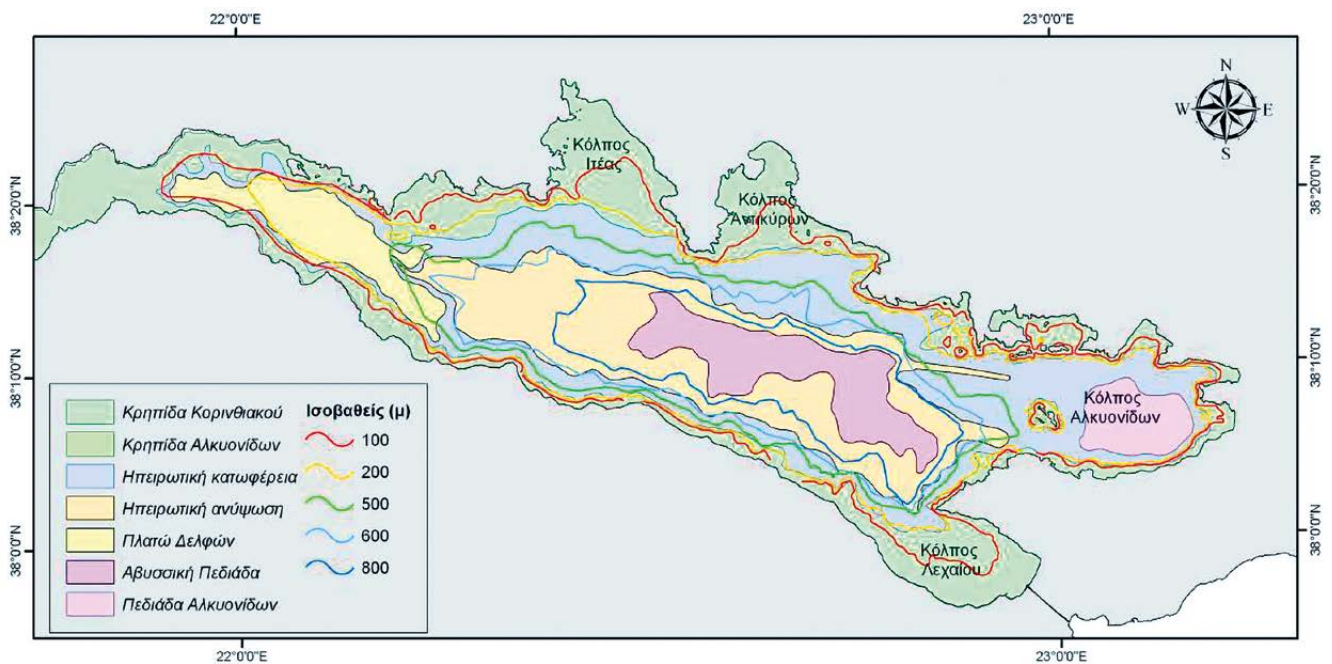 22°0'0"E
23°0'0"E
N
W E
S
38°20'0"N
38°20'0"N
38°10'0"N
38°10'0"N
38°0'0"N
38°0'0"N
Κόλπος
Ιτέας
Κόλπος
Αντικύρων
Κόλπος
Αλκυονίδων
Κόλπος
Λεχαίου
Κρηπίδα Κορινθιακού
Κρηπίδα Αλκυονίδων
Ηπειρωτική κατωφέρεια
Ηπειρωτική ανύψωση
Πλατώ Δελφών
Αβυσσική Πεδιάδα
Πεδιάδα Αλκυονίδων
Ισοβαθείς (μ)
100
200
500
600
800
22°0'0"E
23°0'0"E